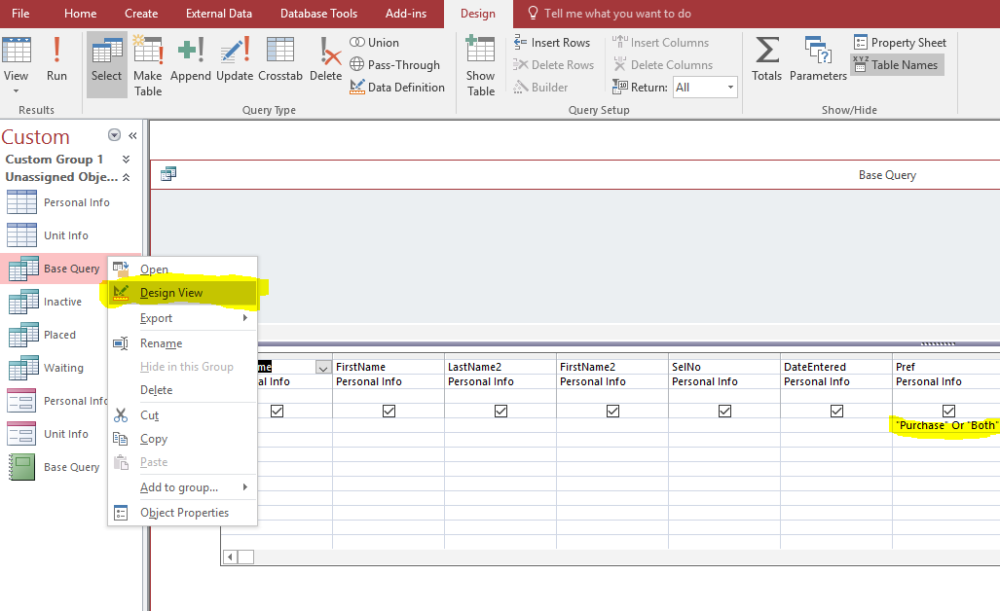 File Home Create External Data Database Tools Add-ins Design Tell me what you want to do
View Run Select Make Table Append Update Crosstab Delete
Union
Pass-Through
Data Definition
Show Table
Insert Rows
Delete Rows
Builder
Insert Columns
Delete Columns
Return: All
Totals Parameters
Property Sheet
XYZ Table Names
Results Query Type Query Setup Show/Hide
Custom
Custom Group 1
Unassigned Obje...
Personal Info
Unit Info
Base Query
Inactive
Placed
Waiting
Personal Info
Unit Info
Base Query
Open
Design View
Export
Rename
Hide in this Group
Delete
Cut
Copy
Paste
Add to group...
Object Properties
Base Query
me FirstName LastName2 FirstName2 SelNo DateEntered Pref
al Info Personal Info Personal Info Personal Info Personal Info Personal Info Personal Info
"Purchase" Or "Both"